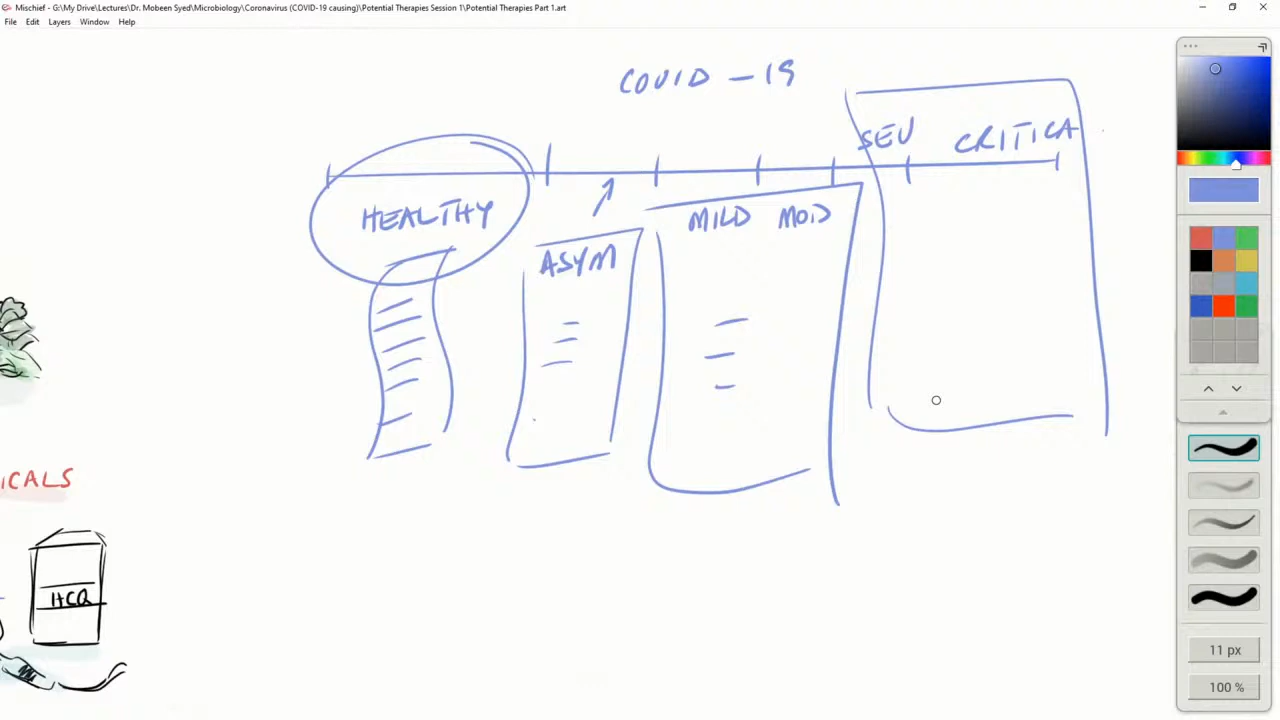 Mischief - G:\My Drive\Lectures\Dr. Mobeen Syed\Microbiology\Coronavirus (COVID-19 causing)\Potential Therapies Session 1\Potential Therapies Part 1.art
File Edit Layers Window Help
COVID-19
SEV CRITICA
HEALTHY
MILD MOD
ASYM
ICALS
HCQ
11 px
100 %